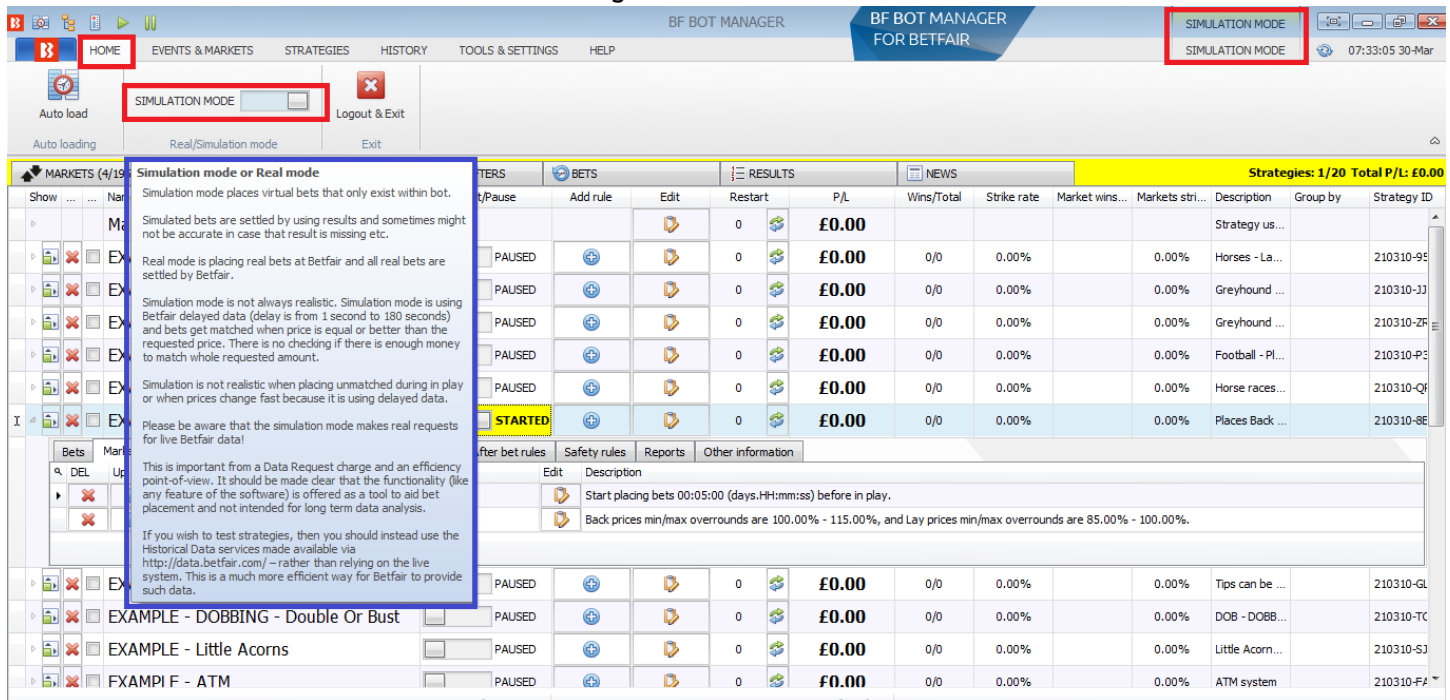 BF BOT MANAGER
BF BOT MANAGER
FOR BETFAIR
SIMULATION MODE
HOME EVENTS & MARKETS STRATEGIES HISTORY TOOLS & SETTINGS HELP
SIMULATION MODE 07:33:05 30-Mar
Auto load
SIMULATION MODE
Logout & Exit
Auto loading Real/Simulation mode Exit
MARKETS (4/195 BETS RESULTS NEWS Strategies: 1/20 Total P/L: £0.00
Show ... ... /Pause Add rule Edit Restart P/L Wins/Total Strike rate Market wins... Markets stri... Description Group by Strategy ID
0 £0.00 Strategy us...
PAUSED 0 £0.00 0/0 0.00% 0.00% Horses - La... 210310-95
PAUSED 0 £0.00 0/0 0.00% 0.00% Greyhound ... 210310-JJ
PAUSED 0 £0.00 0/0 0.00% 0.00% Greyhound ... 210310-ZR
PAUSED 0 £0.00 0/0 0.00% 0.00% Football - Pl... 210310-P3
PAUSED 0 £0.00 0/0 0.00% 0.00% Horse races... 210310-QF
STARTED 0 £0.00 0/0 0.00% 0.00% Places Back ... 210310-8E
Simulation mode or Real mode
Simulation mode places virtual bets that only exist within bot.
Simulated bets are settled by using results and sometimes might
not be accurate in case that result is missing etc.
Real mode is placing real bets at Betfair and all real bets are
settled by Betfair.
Simulation mode is not always realistic. Simulation mode is using
Betfair delayed data (delay is from 1 second to 180 seconds)
and bets get matched when price is equal or better than the
requested price. There is no checking if there is enough money
to match whole requested amount.
Simulation is not realistic when placing unmatched during in play
or when prices change fast because it is using delayed data.
Please be aware that the simulation mode makes real requests
for live Betfair data!
This is important from a Data Request charge and an efficiency
point-of-view. It should be made clear that the functionality (like
any feature of the software) is offered as a tool to aid bet
placement and not intended for long term data analysis.
If you wish to test strategies, then you should instead use the
Historical Data services made available via
http://data.betfair.com/ – rather than relying on the live
system. This is a much more efficient way for Betfair to provide
such data.
Bets After bet rules Safety rules Reports Other information
DEL Edit Description
Start placing bets 00:05:00 (days.HH:mm:ss) before in play.
Back prices min/max overrounds are 100.00% - 115.00%, and Lay prices min/max overrounds are 85.00% - 100.00%.
PAUSED 0 £0.00 0/0 0.00% 0.00% Tips can be ... 210310-GL
EXAMPLE - DOBBING - Double Or Bust PAUSED 0 £0.00 0/0 0.00% 0.00% DOB - DOBB... 210310-TC
EXAMPLE - Little Acorns PAUSED 0 £0.00 0/0 0.00% 0.00% Little Acorn... 210310-SJ
EXAMPLE - ATM PAUSED 0 £0.00 0/0 0.00% 0.00% ATM system 210310-FA